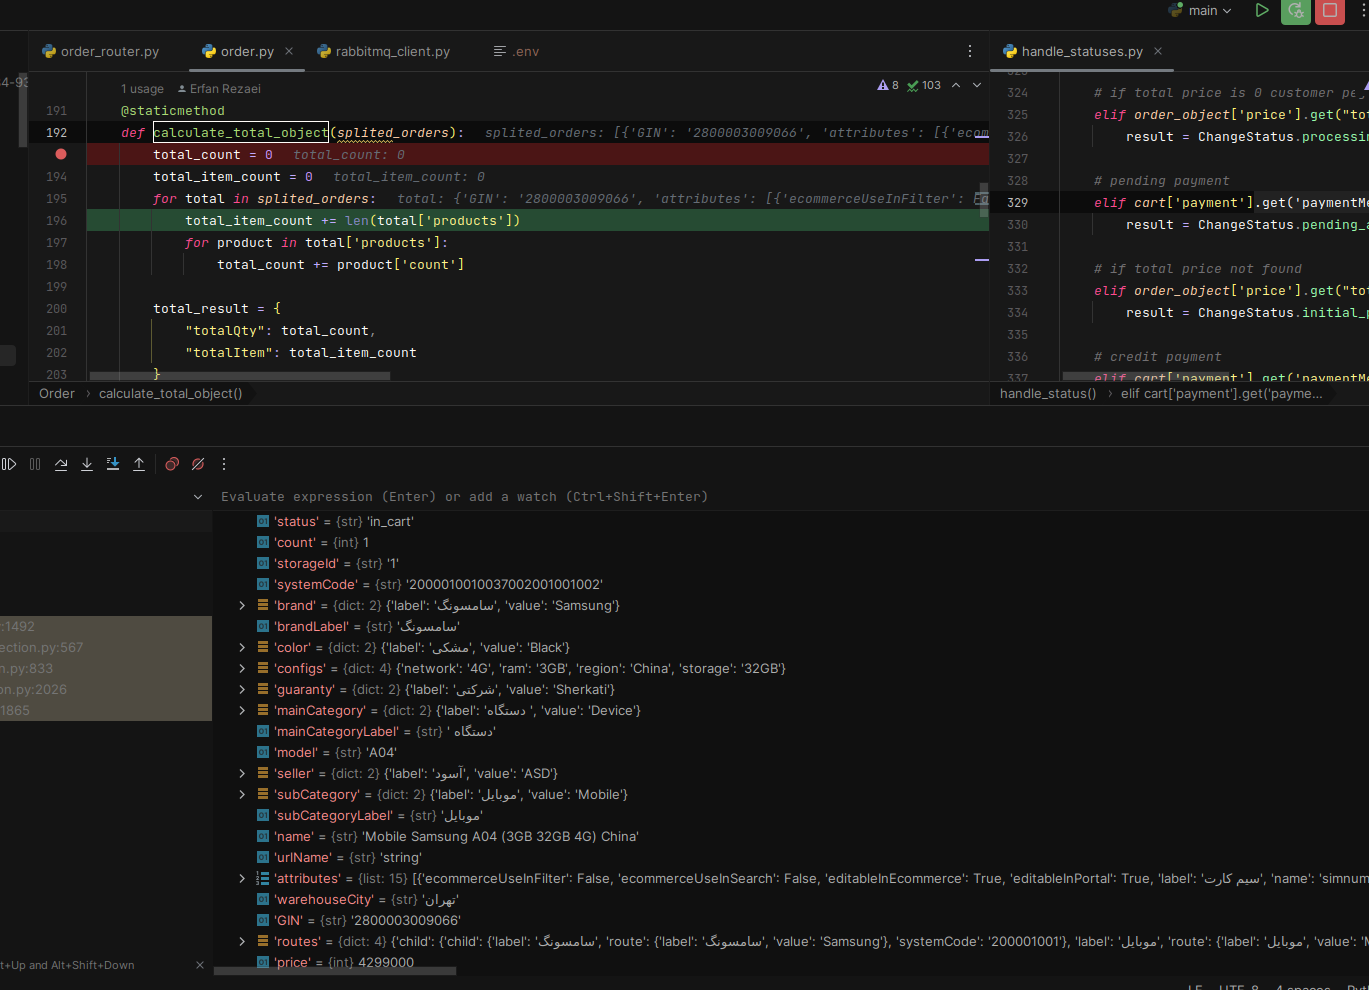 main
order_router.py
order.py
rabbitmq_client.py
.env
handle_statuses.py
4-93
1 usage Erfan Rezaei
8 103
191 @staticmethod
192 def calculate_total_object(splited_orders): splited_orders: [{'GIN': '2800003009066', 'attributes': [{'ecom
total_count = 0 total_count: 0
194 total_item_count = 0 total_item_count: 0
195 for total in splited_orders: total: {'GIN': '2800003009066', 'attributes': [{'ecommerceUseInFilter': Fa
196 total_item_count += len(total['products'])
197 for product in total['products']:
198 total_count += product['count']
199
200 total_result = {
201 "totalQty": total_count,
202 "totalItem": total_item_count
203 }
Order › calculate_total_object()
323
324 # if total price is 0 customer pe
325 elif order_object['price'].get("tot
326 result = ChangeStatus.processin
327
328 # pending payment
329 elif cart['payment'].get('paymentMe
330 result = ChangeStatus.pending_a
331
332 # if total price not found
333 elif order_object['price'].get("tot
334 result = ChangeStatus.initial_p
335
336 # credit payment
337 elif cart['payment'].get('paymentMe
handle_status() › elif cart['payment'].get('payme...
Evaluate expression (Enter) or add a watch (Ctrl+Shift+Enter)
'status' = {str} 'in_cart'
'count' = {int} 1
'storageId' = {str} '1'
'systemCode' = {str} '2000010010037002001001002'
'brand' = {dict: 2} {'label': 'سامسونگ', 'value': 'Samsung'}
'brandLabel' = {str} 'سامسونگ'
'color' = {dict: 2} {'label': 'مشکی', 'value': 'Black'}
'configs' = {dict: 4} {'network': '4G', 'ram': '3GB', 'region': 'China', 'storage': '32GB'}
'guaranty' = {dict: 2} {'label': 'شرکتی', 'value': 'Sherkati'}
'mainCategory' = {dict: 2} {'label': 'دستگاه ', 'value': 'Device'}
'mainCategoryLabel' = {str} 'دستگاه '
'model' = {str} 'A04'
'seller' = {dict: 2} {'label': 'آسود', 'value': 'ASD'}
'subCategory' = {dict: 2} {'label': 'موبایل', 'value': 'Mobile'}
'subCategoryLabel' = {str} 'موبایل'
'name' = {str} 'Mobile Samsung A04 (3GB 32GB 4G) China'
'urlName' = {str} 'string'
'attributes' = {list: 15} [{'ecommerceUseInFilter': False, 'ecommerceUseInSearch': False, 'editableInEcommerce': True, 'editableInPortal': True, 'label': 'سیم کارت', 'name': 'simnum
'warehouseCity' = {str} 'تهران'
'GIN' = {str} '2800003009066'
'routes' = {dict: 4} {'child': {'child': {'label': 'سامسونگ', 'route': {'label': 'سامسونگ', 'value': 'Samsung'}, 'systemCode': '200001001'}, 'label': 'موبایل', 'route': {'label': 'موبایل', 'value': 'M
'price' = {int} 4299000
:1492
ection.py:567
n.py:833
on.py:2026
1865
t+Up and Alt+Shift+Down
LF UTF-8 4 spaces Pyt